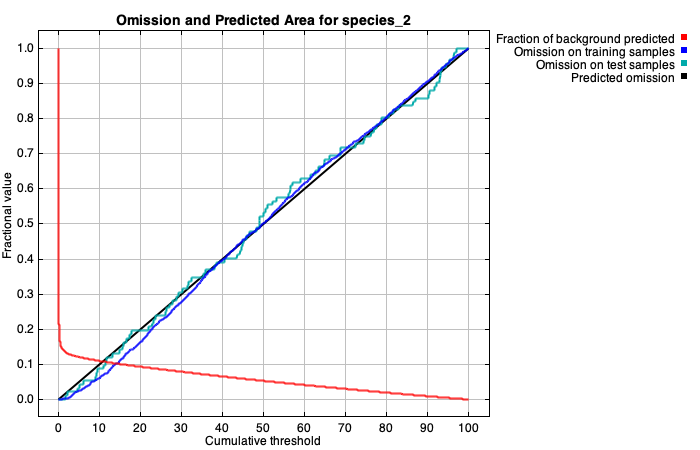 Omission and Predicted Area for species_2
Fraction of background predicted
Omission on training samples
Omission on test samples
Predicted omission
1.0
0.9
0.8
0.7
0.6
0.5
0.4
0.3
0.2
0.1
0.0
Fractional value
0 10 20 30 40 50 60 70 80 90 100
Cumulative threshold